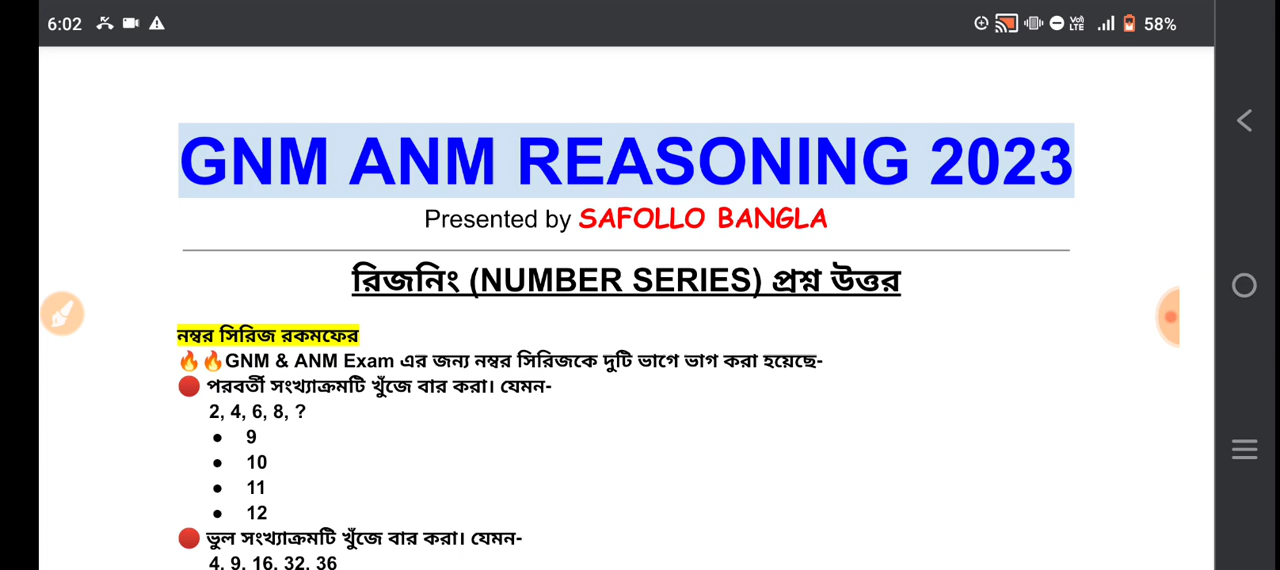 6:02
58%
VoD
LTE
GNM ANM REASONING 2023
Presented by SAFOLLO BANGLA
রিজনিং (NUMBER SERIES) প্রশ্ন উত্তর
নম্বর সিরিজ রকমফের
🔥🔥GNM & ANM Exam এর জন্য নম্বর সিরিজকে দুটি ভাগে ভাগ করা হয়েছে-
🔴 পরবর্তী সংখ্যাক্রমটি খুঁজে বার করা। যেমন-
2, 4, 6, 8, ?
● 9
● 10
● 11
● 12
🔴 ভুল সংখ্যাক্রমটি খুঁজে বার করা। যেমন-
4, 9, 16, 32, 36